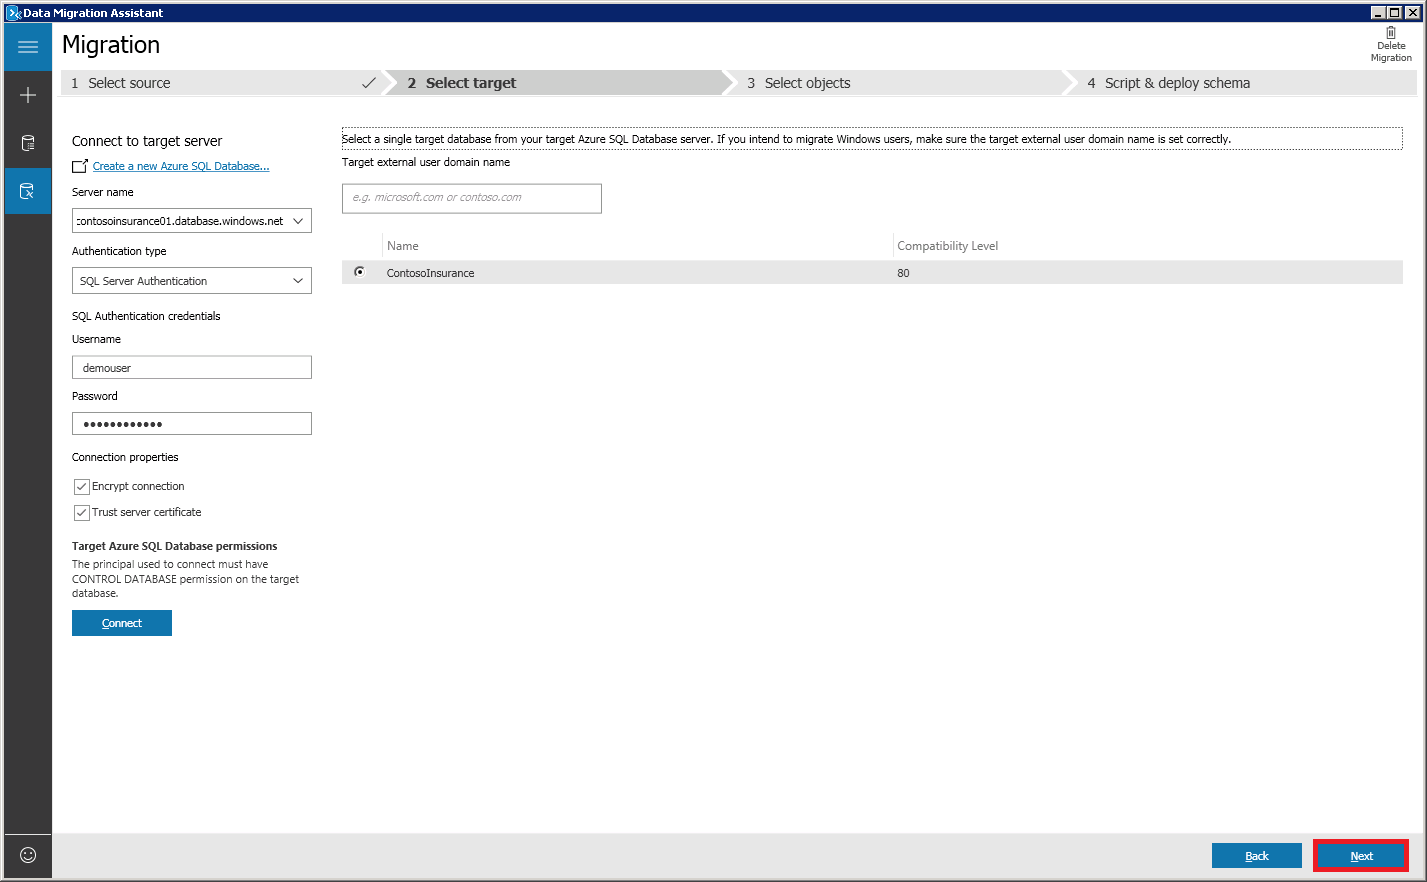 Data Migration Assistant
Migration
Delete
Migration
1 Select source
2 Select target
3 Select objects
4 Script & deploy schema
Connect to target server
Create a new Azure SQL Database...
Server name
contosoinsurance01.database.windows.net
Authentication type
SQL Server Authentication
SQL Authentication credentials
Username
demouser
Password
Connection properties
Encrypt connection
Trust server certificate
Target Azure SQL Database permissions
The principal used to connect must have
CONTROL DATABASE permission on the target
database.
Connect
Select a single target database from your target Azure SQL Database server. If you intend to migrate Windows users, make sure the target external user domain name is set correctly.
Target external user domain name
e.g. microsoft.com or contoso.com
Name Compatibility Level
ContosoInsurance 80
Back
Next